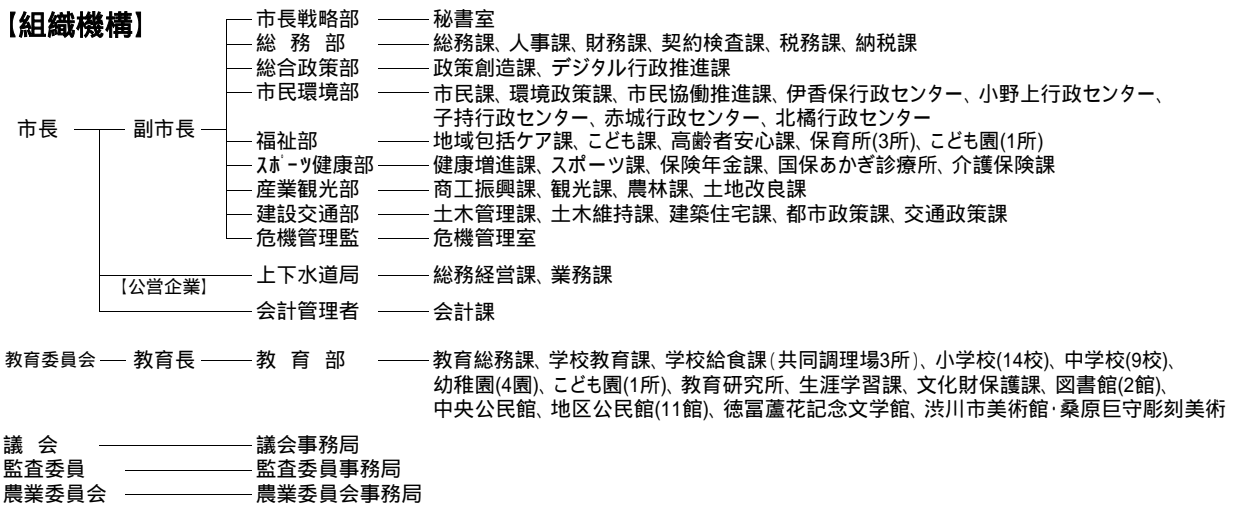 【組織機構】
市長戦略部 秘書室
総務部 総務課、人事課、財務課、契約検査課、税務課、納税課
総合政策部 政策創造課、デジタル行政推進課
市民環境部 市民課、環境政策課、市民協働推進課、伊香保行政センター、小野上行政センター、
子持行政センター、赤城行政センター、北橘行政センター
市長 副市長
福祉部 地域包括ケア課、こども課、高齢者安心課、保育所(3所)、こども園(1所)
スポーツ健康部 健康増進課、スポーツ課、保険年金課、国保あかぎ診療所、介護保険課
産業観光部 商工振興課、観光課、農林課、土地改良課
建設交通部 土木管理課、土木維持課、建築住宅課、都市政策課、交通政策課
危機管理監 危機管理室
上下水道局 総務経営課、業務課
【公営企業】
会計管理者 会計課
教育委員会 教育長 教育部 教育総務課、学校教育課、学校給食課(共同調理場3所)、小学校(14校)、中学校(9校)、
幼稚園(4園)、こども園(1所)、教育研究所、生涯学習課、文化財保護課、図書館(2館)、
中央公民館、地区公民館(11館)、徳冨蘆花記念文学館、渋川市美術館・桑原巨守彫刻美術
議会 議会事務局
監査委員 監査委員事務局
農業委員会 農業委員会事務局